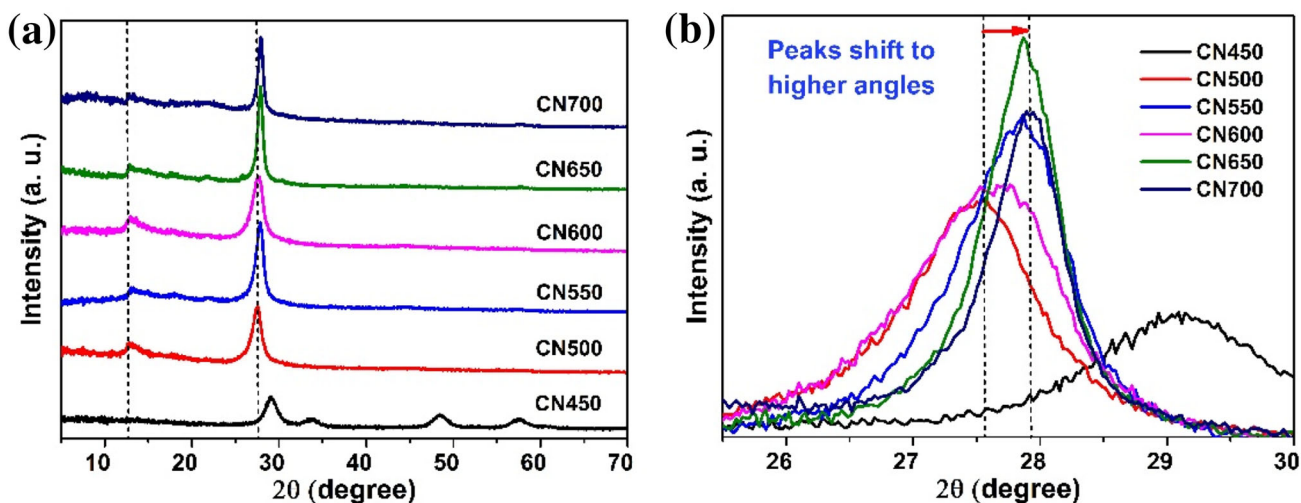 (a)
CN700
CN650
CN600
CN550
CN500
CN450
Intensity (a. u.)
10 20 30 40 50 60 70
2θ (degree)
(b)
Peaks shift to
higher angles
CN450
CN500
CN550
CN600
CN650
CN700
Intensity (a. u.)
26 27 28 29 30
2θ (degree)